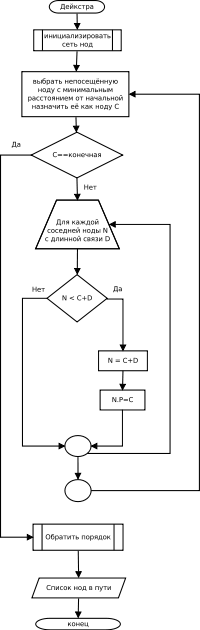 Дейкстра
инициализировать
сеть нод
выбрать непосещённую
ноду с минимальным
расстоянием от начальной
назначить её как ноду C
Да
C==конечная
Нет
Для каждой
соседней ноды N
с длинной связи D
Нет
Да
N < C+D
N = C+D
N.P=C
Обратить порядок
Список нод в пути
конец